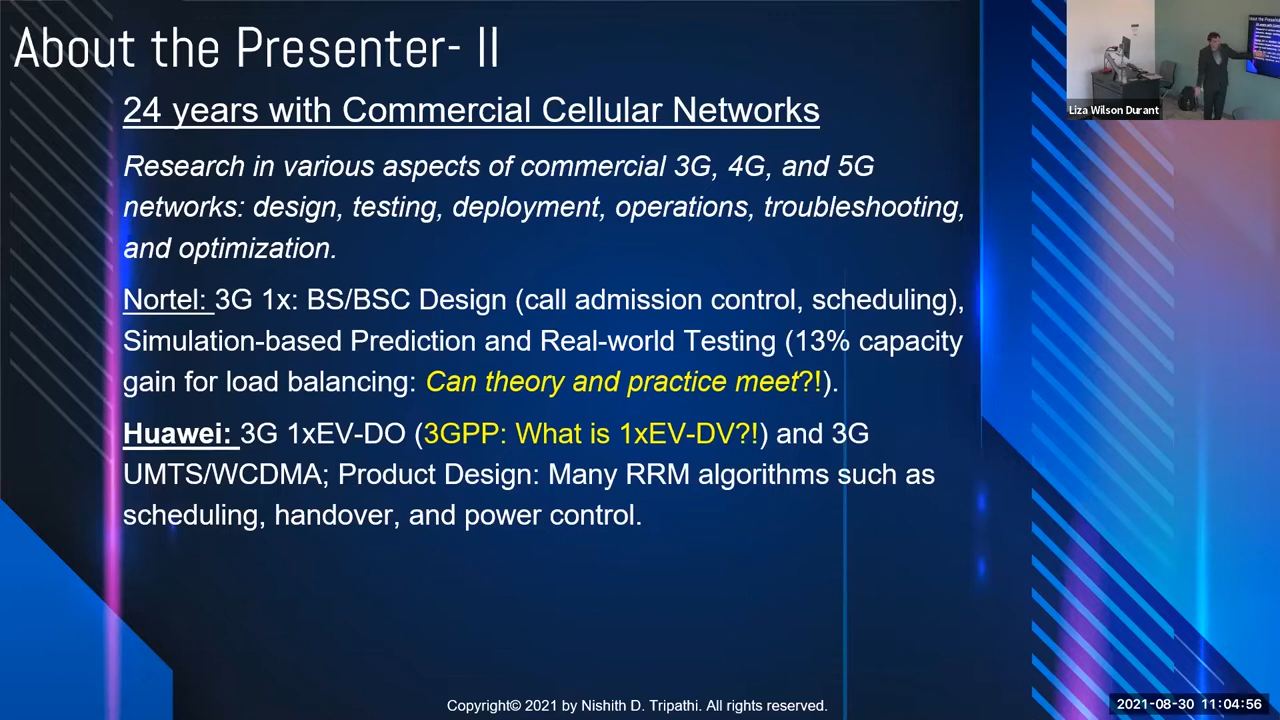 About the Presenter- II
24 years with Commercial Cellular Networks
Research in various aspects of commercial 3G, 4G, and 5G
networks: design, testing, deployment, operations, troubleshooting,
and optimization.
Nortel: 3G 1x: BS/BSC Design (call admission control, scheduling),
Simulation-based Prediction and Real-world Testing (13% capacity
gain for load balancing: Can theory and practice meet?!).
Huawei: 3G 1xEV-DO (3GPP: What is 1xEV-DV?!) and 3G
UMTS/WCDMA; Product Design: Many RRM algorithms such as
scheduling, handover, and power control.
Liza Wilson Durant
Copyright© 2021 by Nishith D. Tripathi. All rights reserved.
2021-08-30 11:04:56